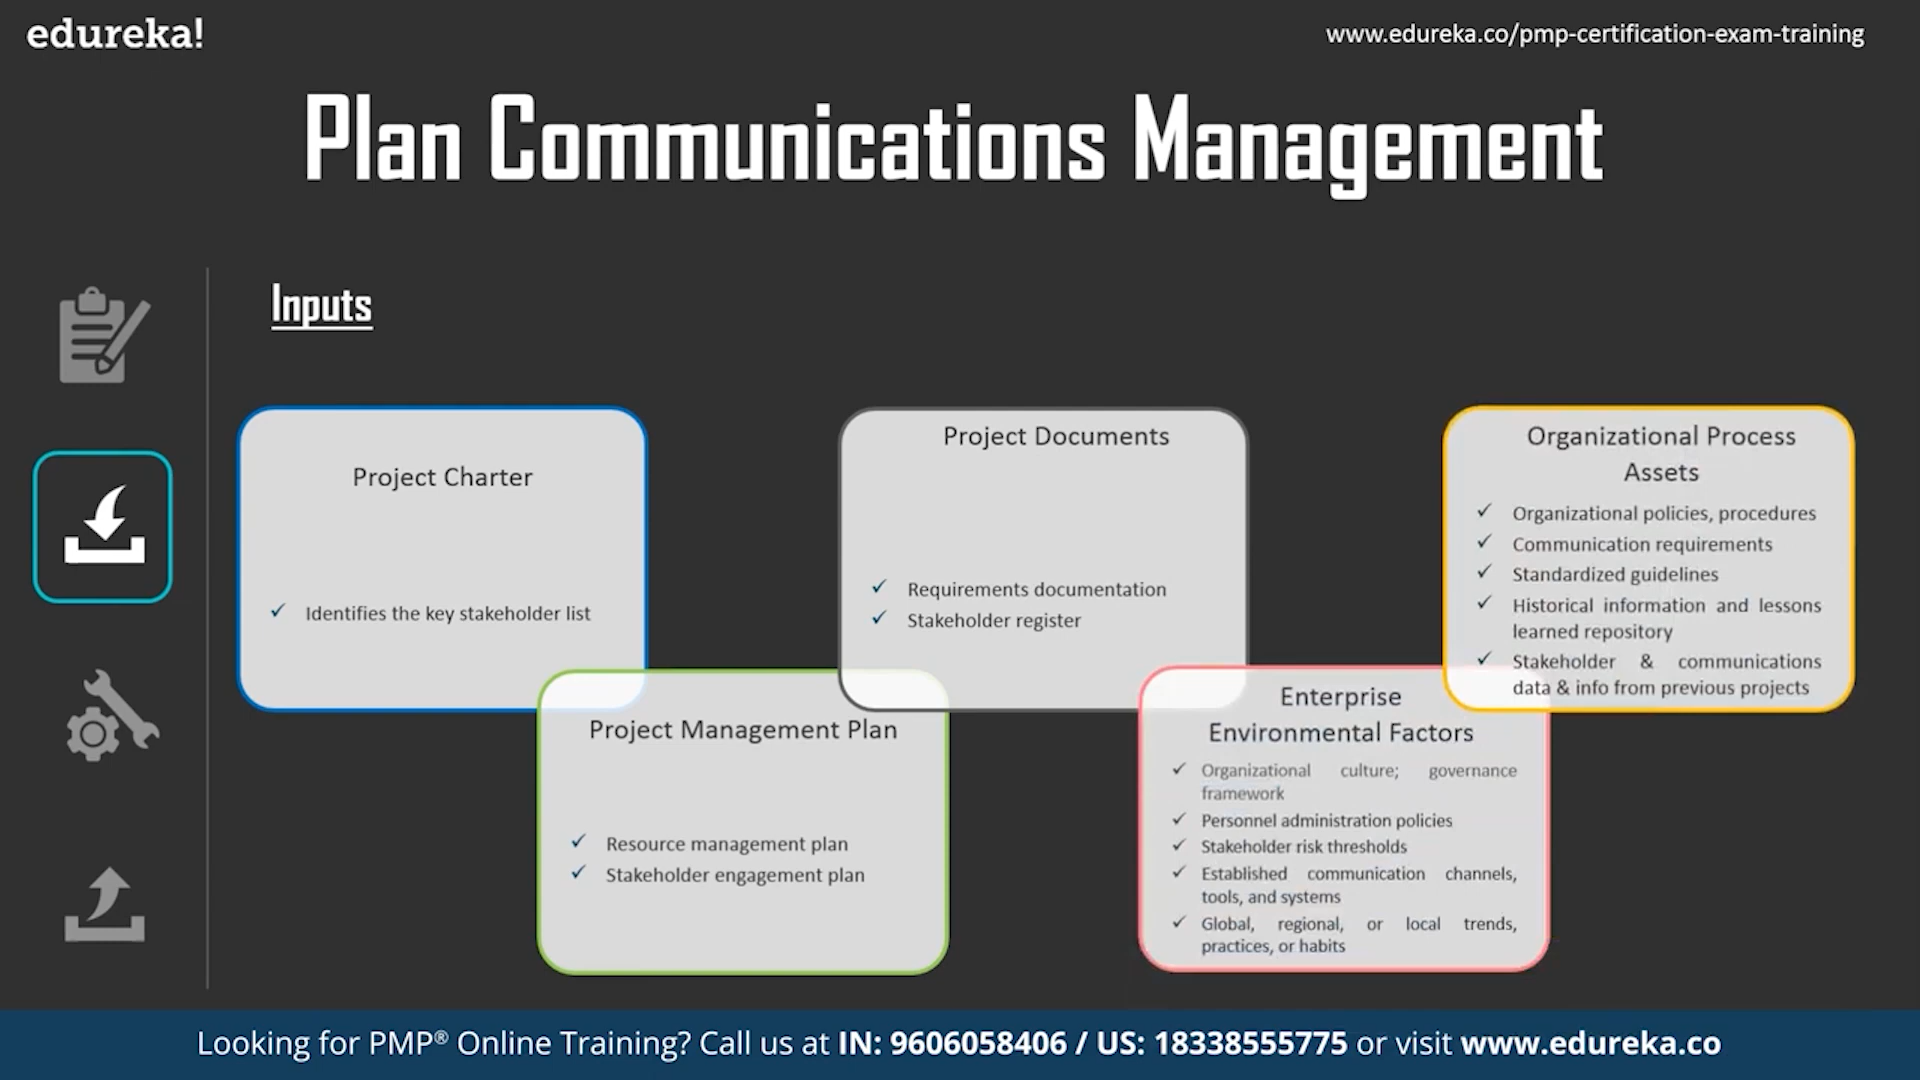 edureka!
www.edureka.co/pmp-certification-exam-training
Plan Communications Management
Inputs
Project Charter
✓ Identifies the key stakeholder list
Project Management Plan
✓ Resource management plan
✓ Stakeholder engagement plan
Project Documents
✓ Requirements documentation
✓ Stakeholder register
Enterprise
Environmental Factors
✓ Organizational culture; governance
framework
✓ Personnel administration policies
✓ Stakeholder risk thresholds
✓ Established communication channels,
tools, and systems
✓ Global, regional, or local trends,
practices, or habits
Organizational Process
Assets
✓ Organizational policies, procedures
✓ Communication requirements
✓ Standardized guidelines
✓ Historical information and lessons
learned repository
✓ Stakeholder & communications
data & info from previous projects
Looking for PMP® Online Training? Call us at IN: 9606058406 / US: 18338555775 or visit www.edureka.co